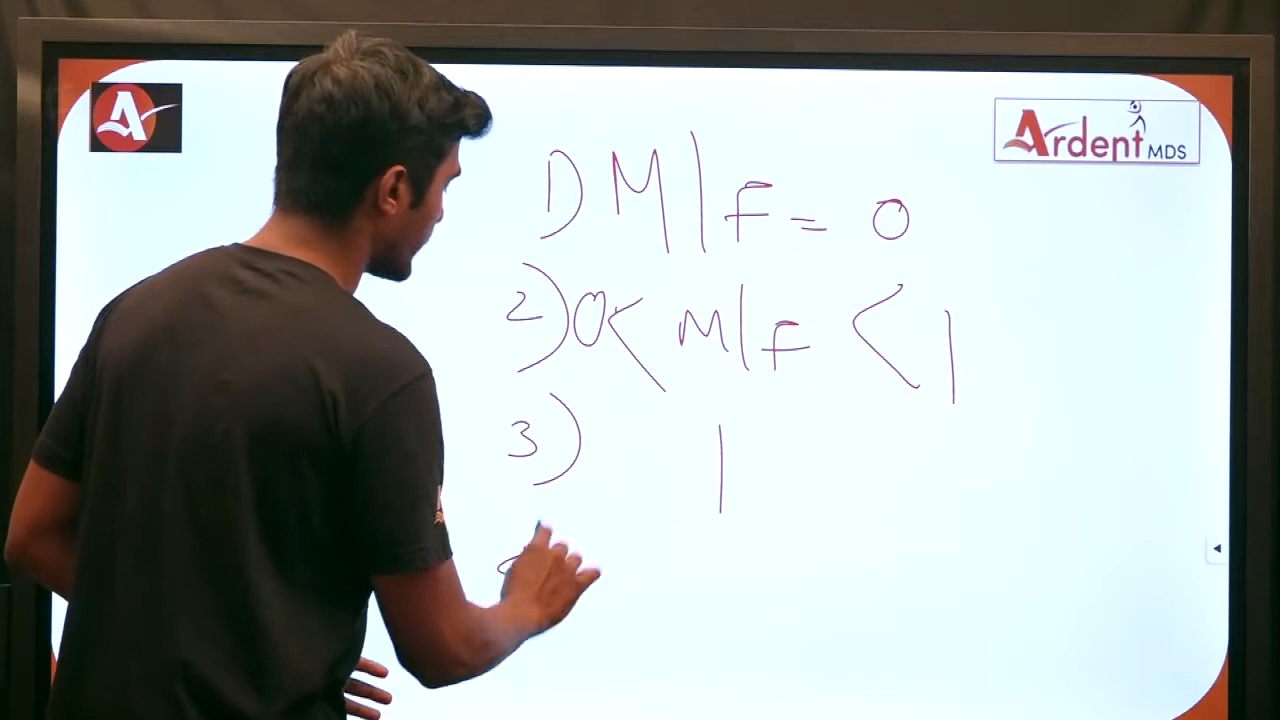 Ardent MDS
1) M/F = 0
2) 0 < M/F < 1
3) 1